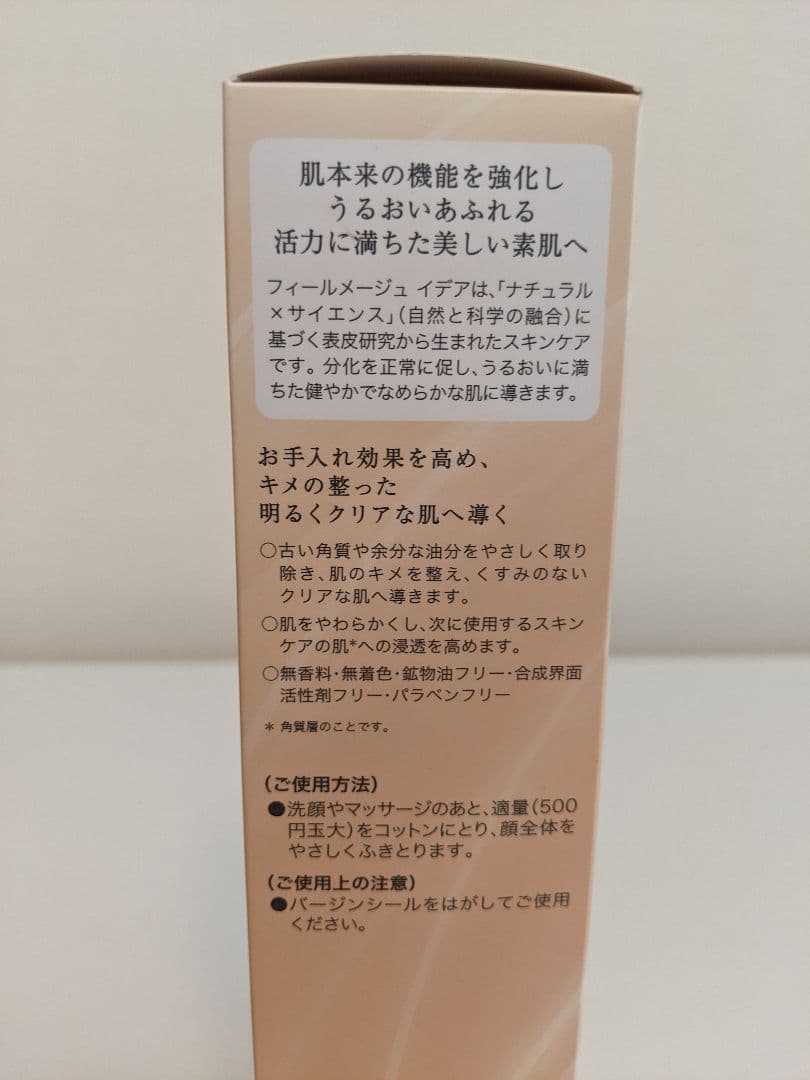 肌本来の機能を強化し
うるおいあふれる
活力に満ちた美しい素肌へ
フィールメージュ イデアは、「ナチュラル
×サイエンス」(自然と科学の融合)に
基づく表皮研究から生まれたスキンケア
です。分化を正常に促し、うるおいに満
ちた健やかでなめらかな肌に導きます。
お手入れ効果を高め、
キメの整った
明るくクリアな肌へ導く
○古い角質や余分な油分をやさしく取り
除き、肌のキメを整え、くすみのない
クリアな肌へ導きます。
○肌をやわらかくし、次に使用するスキン
ケアの肌*への浸透を高めます。
○無香料・無着色・鉱物油フリー・合成界面
活性剤フリー・パラベンフリー
* 角質層のことです。
(ご使用方法)
●洗顔やマッサージのあと、適量(500
円玉大)をコットンにとり、顔全体を
やさしくふきとります。
(ご使用上の注意)
●バージンシールをはがしてご使用
ください。